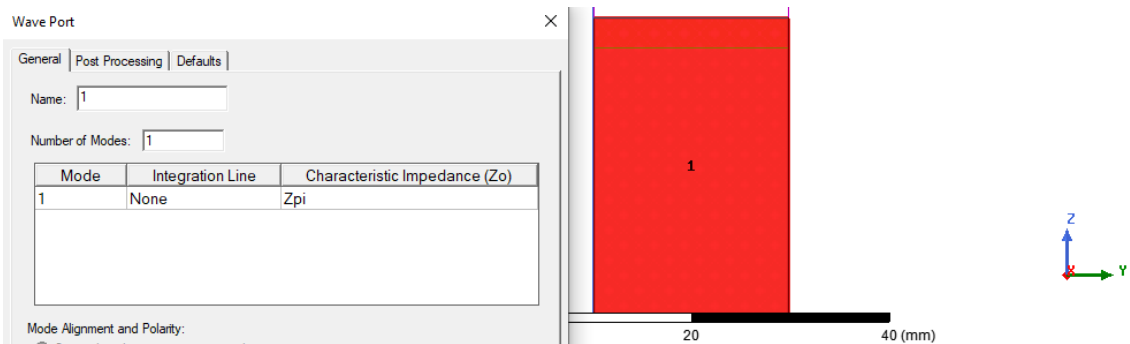 Wave Port
General Post Processing Defaults
Name: 1
Number of Modes: 1
Mode Integration Line Characteristic Impedance (Zo)
1 None Zpi
Mode Alignment and Polarity:
1
Z
X Y
20 40 (mm)